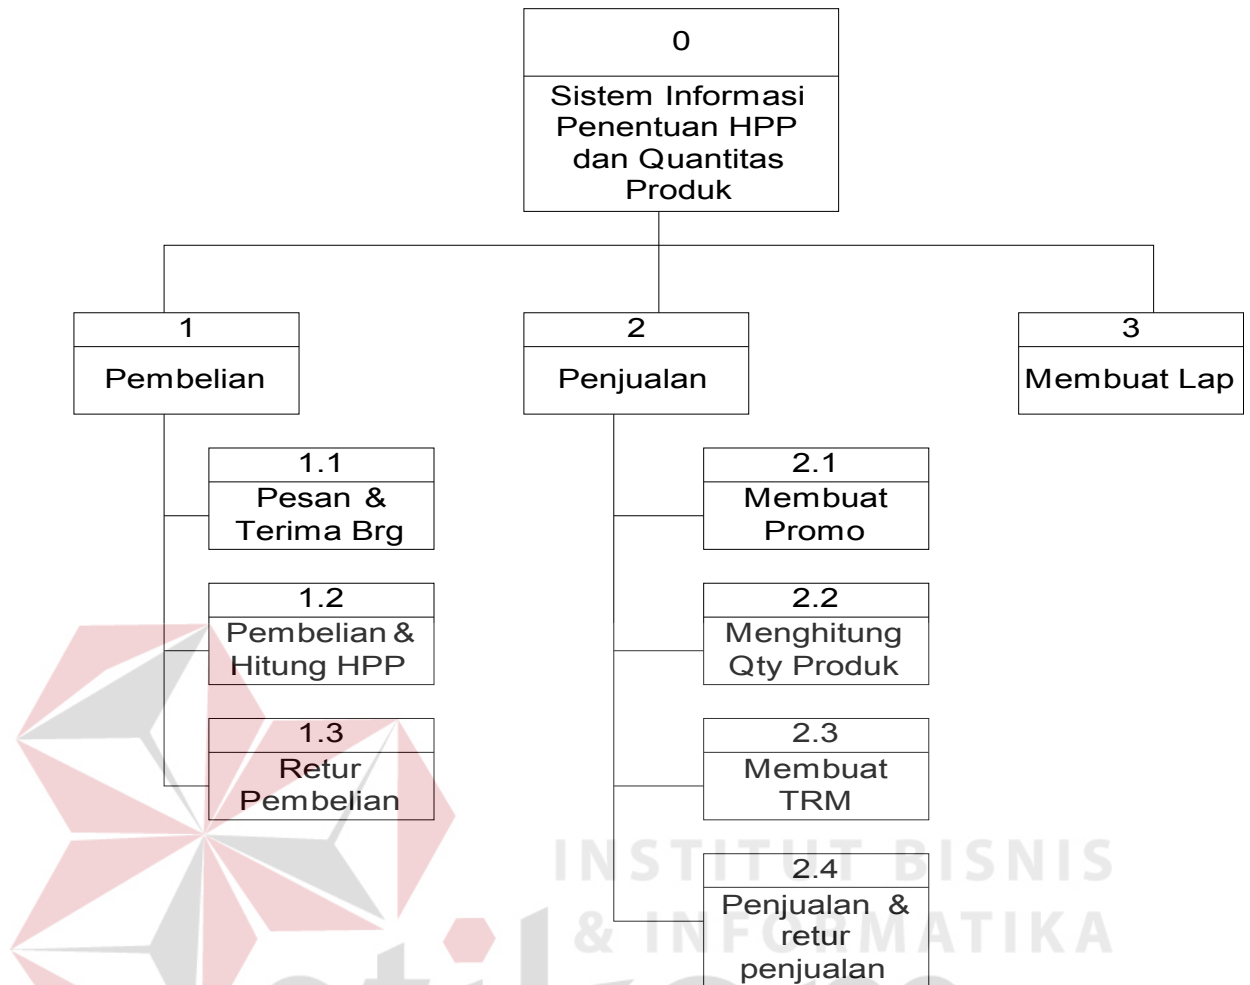 0
Sistem Informasi
Penentuan HPP
dan Quantitas
Produk
1
Pembelian
2
Penjualan
3
Membuat Lap
1.1
Pesan & 
Terima Brg
1.2
Pembelian &
Hitung HPP
1.3
Retur
Pembelian
2.1
Membuat
Promo
2.2
Menghitung
Qty Produk
2.3
Membuat
TRM
2.4
Penjualan &
retur
penjualan
INSTITUT BISNIS
& INFORMATIKA